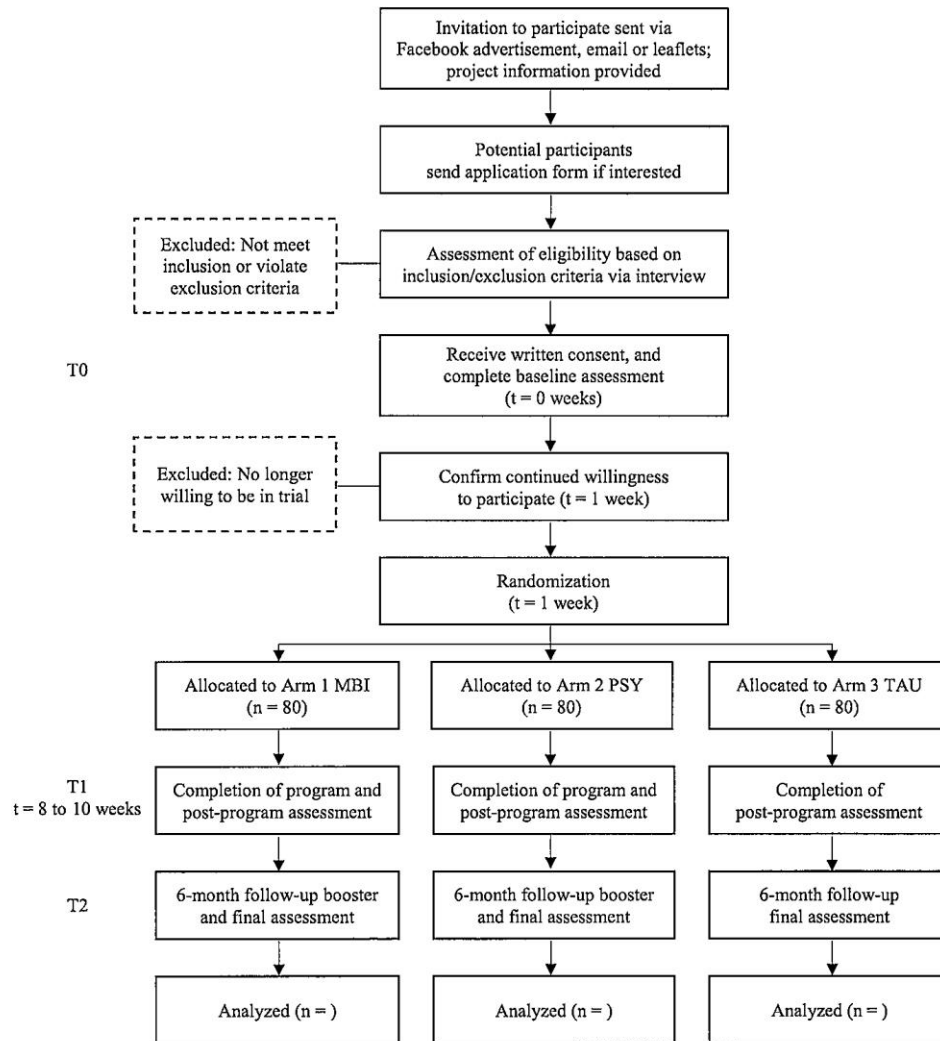 Invitation to participate sent via
Facebook advertisement, email or leaflets;
project information provided
Potential participants
send application form if interested
Excluded: Not meet
inclusion or violate
exclusion criteria
Assessment of eligibility based on
inclusion/exclusion criteria via interview
T0
Receive written consent, and
complete baseline assessment
(t = 0 weeks)
Excluded: No longer
willing to be in trial
Confirm continued willingness
to participate (t = 1 week)
Randomization
(t = 1 week)
Allocated to Arm 1 MBI
(n = 80)
Allocated to Arm 2 PSY
(n = 80)
Allocated to Arm 3 TAU
(n = 80)
T1
t = 8 to 10 weeks
Completion of program and
post-program assessment
Completion of program and
post-program assessment
Completion of
post-program assessment
T2
6-month follow-up booster
and final assessment
6-month follow-up booster
and final assessment
6-month follow-up
final assessment
Analyzed (n = )
Analyzed (n = )
Analyzed (n = )